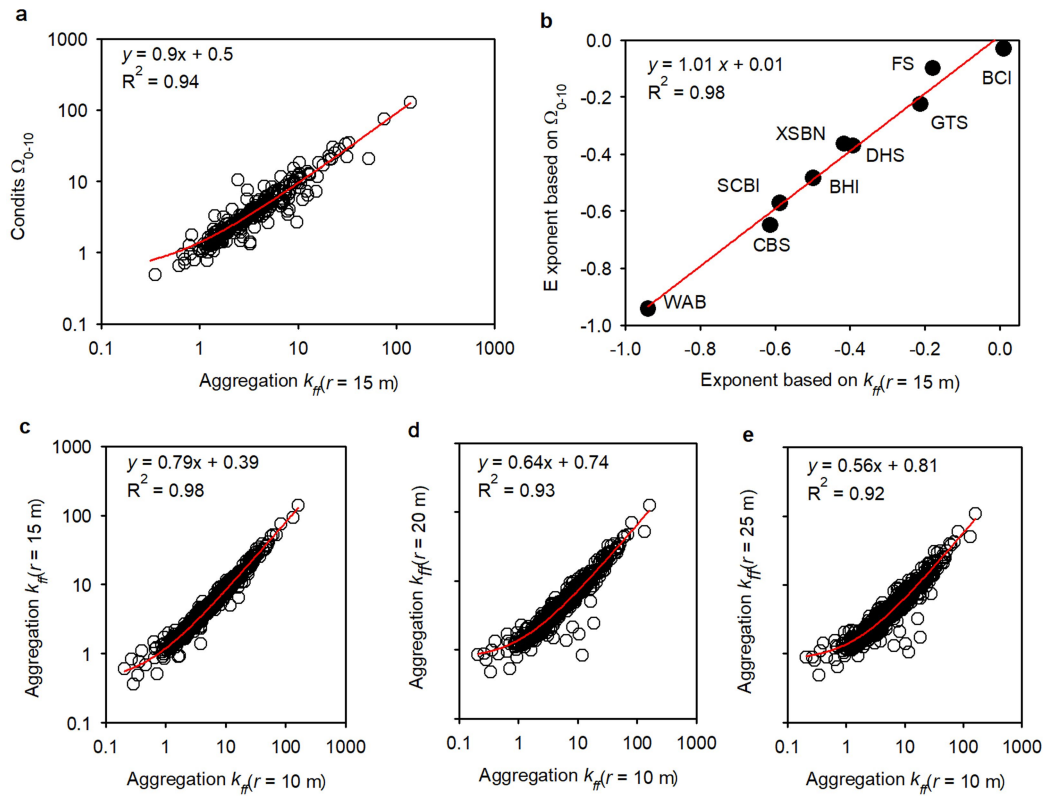 a
1000
100
10
1
0.1
Condits Ω0-10
y = 0.9x + 0.5
R2 = 0.94
0.1 1 10 100 1000
Aggregation kff(r = 15 m)
b
0.0
-0.2
-0.4
-0.6
-0.8
-1.0
E xponent based on Ω0-10
y = 1.01 x + 0.01
R2 = 0.98
FS
BCI
GTS
XSBN
DHS
SCBI
BHI
CBS
WAB
-1.0 -0.8 -0.6 -0.4 -0.2 0.0
Exponent based on kff(r = 15 m)
c
1000
100
10
1
0.1
Aggregation kff(r = 15 m)
y = 0.79x + 0.39
R2 = 0.98
0.1 1 10 100 1000
Aggregation kff(r = 10 m)
d
Aggregation kff(r = 20 m)
y = 0.64x + 0.74
R2 = 0.93
0.1 1 10 100 1000
Aggregation kff(r = 10 m)
e
Aggregation kff(r = 25 m)
y = 0.56x + 0.81
R2 = 0.92
0.1 1 10 100 1000
Aggregation kff(r = 10 m)